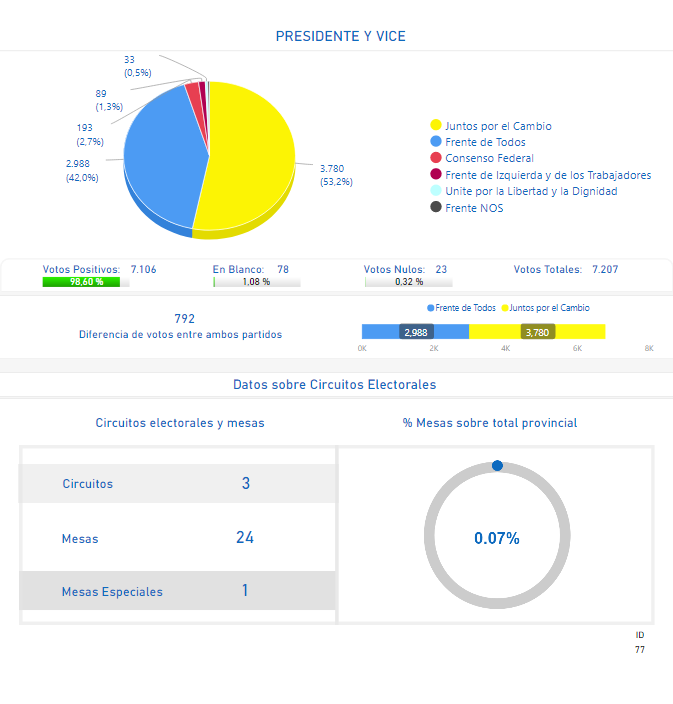 PRESIDENTE Y VICE
33
(0,5%)
89
(1,3%)
193
(2,7%)
2,988
(42,0%)
3.780
(53,2%)
Juntos por el Cambio
Frente de Todos
Consenso Federal
Frente de Izquierda y de los Trabajadores
Unite por la Libertad y la Dignidad
Frente NOS
Votos Positivos: 7.106
98,60 %
En Blanco: 78
1,08 %
Votos Nulos: 23
0,32 %
Votos Totales: 7.207
792
Diferencia de votos entre ambos partidos
Frente de Todos Juntos por el Cambio
2,988 3,780
0K 2K 4K 6K 8K
Datos sobre Circuitos Electorales
Circuitos electorales y mesas
% Mesas sobre total provincial
Circuitos 3
Mesas 24
Mesas Especiales 1
0.07%
ID
77